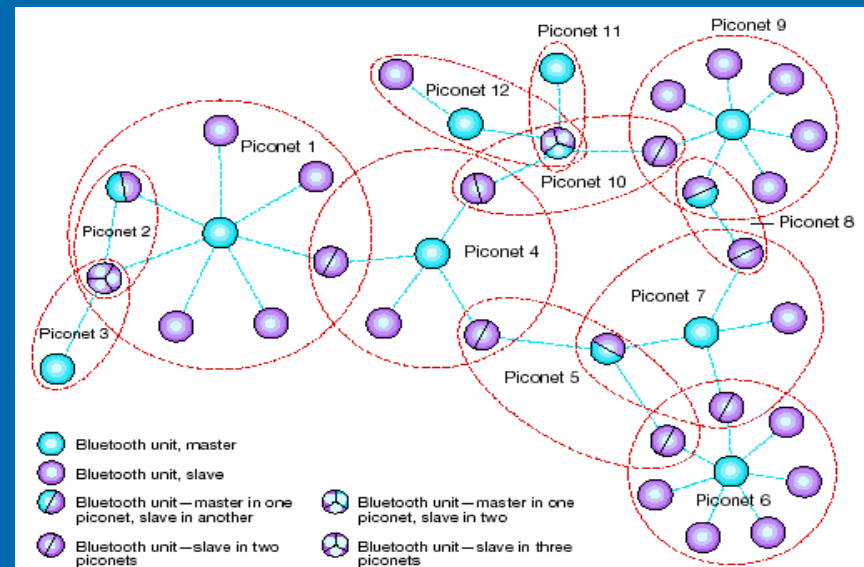 Piconet 11
Piconet 9
Piconet 12
Piconet 1
Piconet 10
Piconet 2
Piconet 8
Piconet 4
Piconet 7
Piconet 3
Piconet 5
Piconet 6
Bluetooth unit, master
Bluetooth unit, slave
Bluetooth unit—master in one
piconet, slave in another
Bluetooth unit—slave in two
piconets
Bluetooth unit—master in one
piconet, slave in two
Bluetooth unit—slave in three
piconets